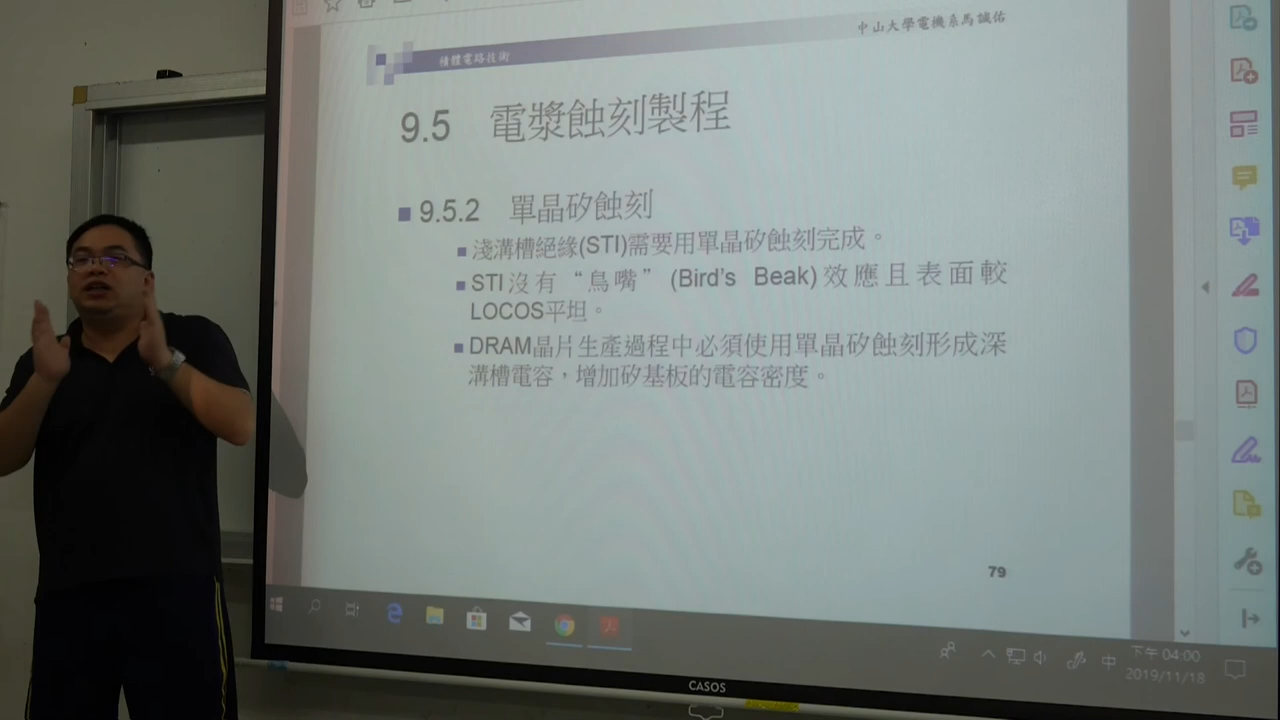 中山大學電機系馬誠佑
積體電路技術
9.5 電漿蝕刻製程
9.5.2 單晶矽蝕刻
淺溝槽絕緣(STI)需要用單晶矽蝕刻完成。
STI沒有“鳥嘴” (Bird's Beak)效應且表面較
LOCOS平坦。
DRAM晶片生產過程中必須使用單晶矽蝕刻形成深
溝槽電容，增加矽基板的電容密度。
79
中
下午 04:00
2019/11/18
CASOS